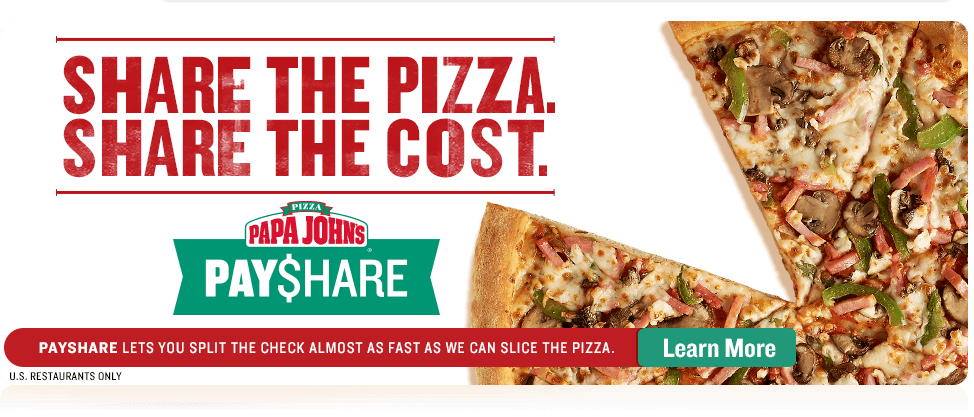 SHARE THE PIZZA.
SHARE THE COST.
PIZZA
PAPA JOHN'S
PAY$HARE
PAYSHARE LETS YOU SPLIT THE CHECK ALMOST AS FAST AS WE CAN SLICE THE PIZZA.
Learn More
U.S. RESTAURANTS ONLY